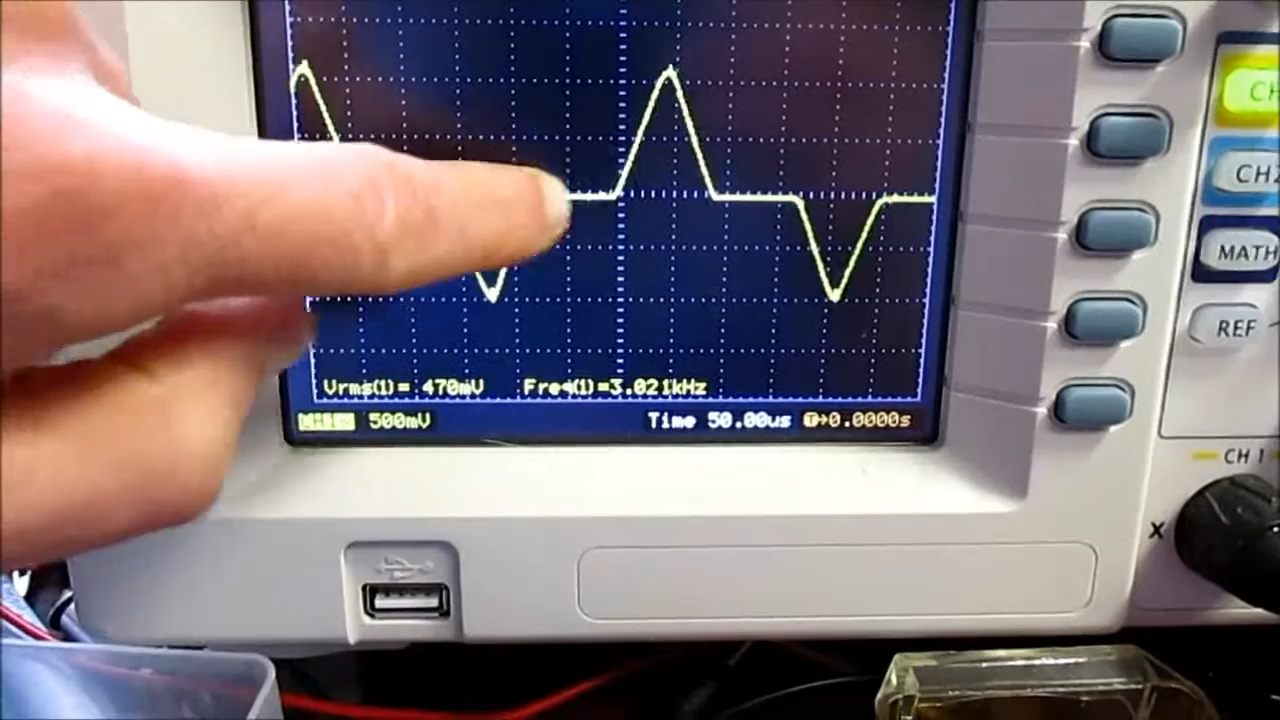 CH
CH2
MATH
REF
Vrms(1)= 470mV Freq(1)=3.021kHz
500mV Time 50.00us T→0.0000s
CH 1
X